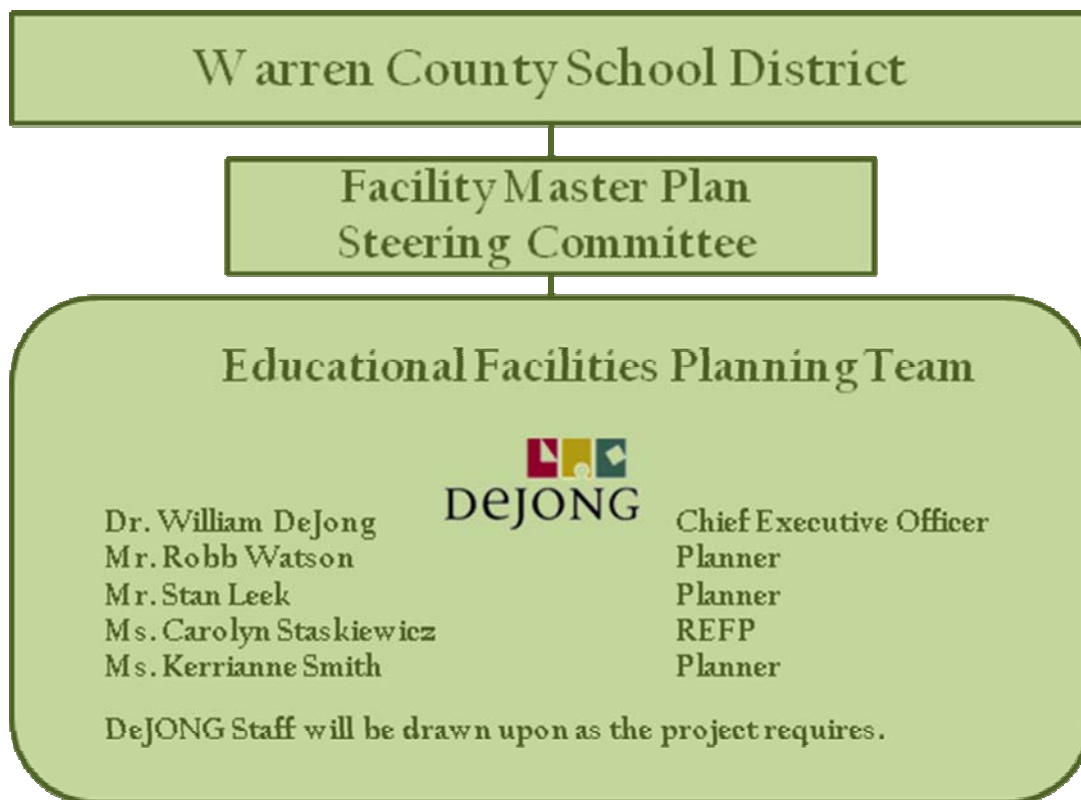 Warren County School District
Facility Master Plan
Steering Committee
Educational Facilities Planning Team
DeJONG
Dr. William DeJong Chief Executive Officer
Mr. Robb Watson Planner
Mr. Stan Leek Planner
Ms. Carolyn Staskiewicz REFP
Ms. Kerrianne Smith Planner
DeJONG Staff will be drawn upon as the project requires.